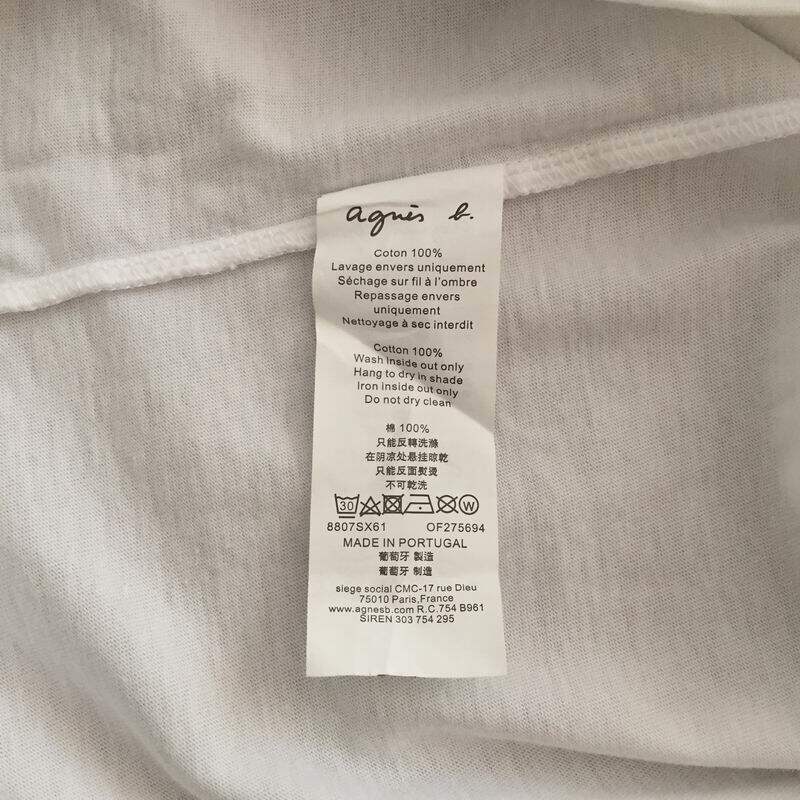 agnès b.
Coton 100%
Lavage envers uniquement
Séchage sur fil à l'ombre
Repassage envers
uniquement
Nettoyage à sec interdit
Cotton 100%
Wash inside out only
Hang to dry in shade
Iron inside out only
Do not dry clean
棉 100%
只能反轉洗滌
在阴凉处悬挂晾乾
只能反面熨烫
不可乾洗
30 W
8807SX61 OF275694
MADE IN PORTUGAL
葡萄牙 製造
葡萄牙 制造
siege social CMC-17 rue Dieu
75010 Paris,France
www.agnesb.com R.C.754 B961
SIREN 303 754 295